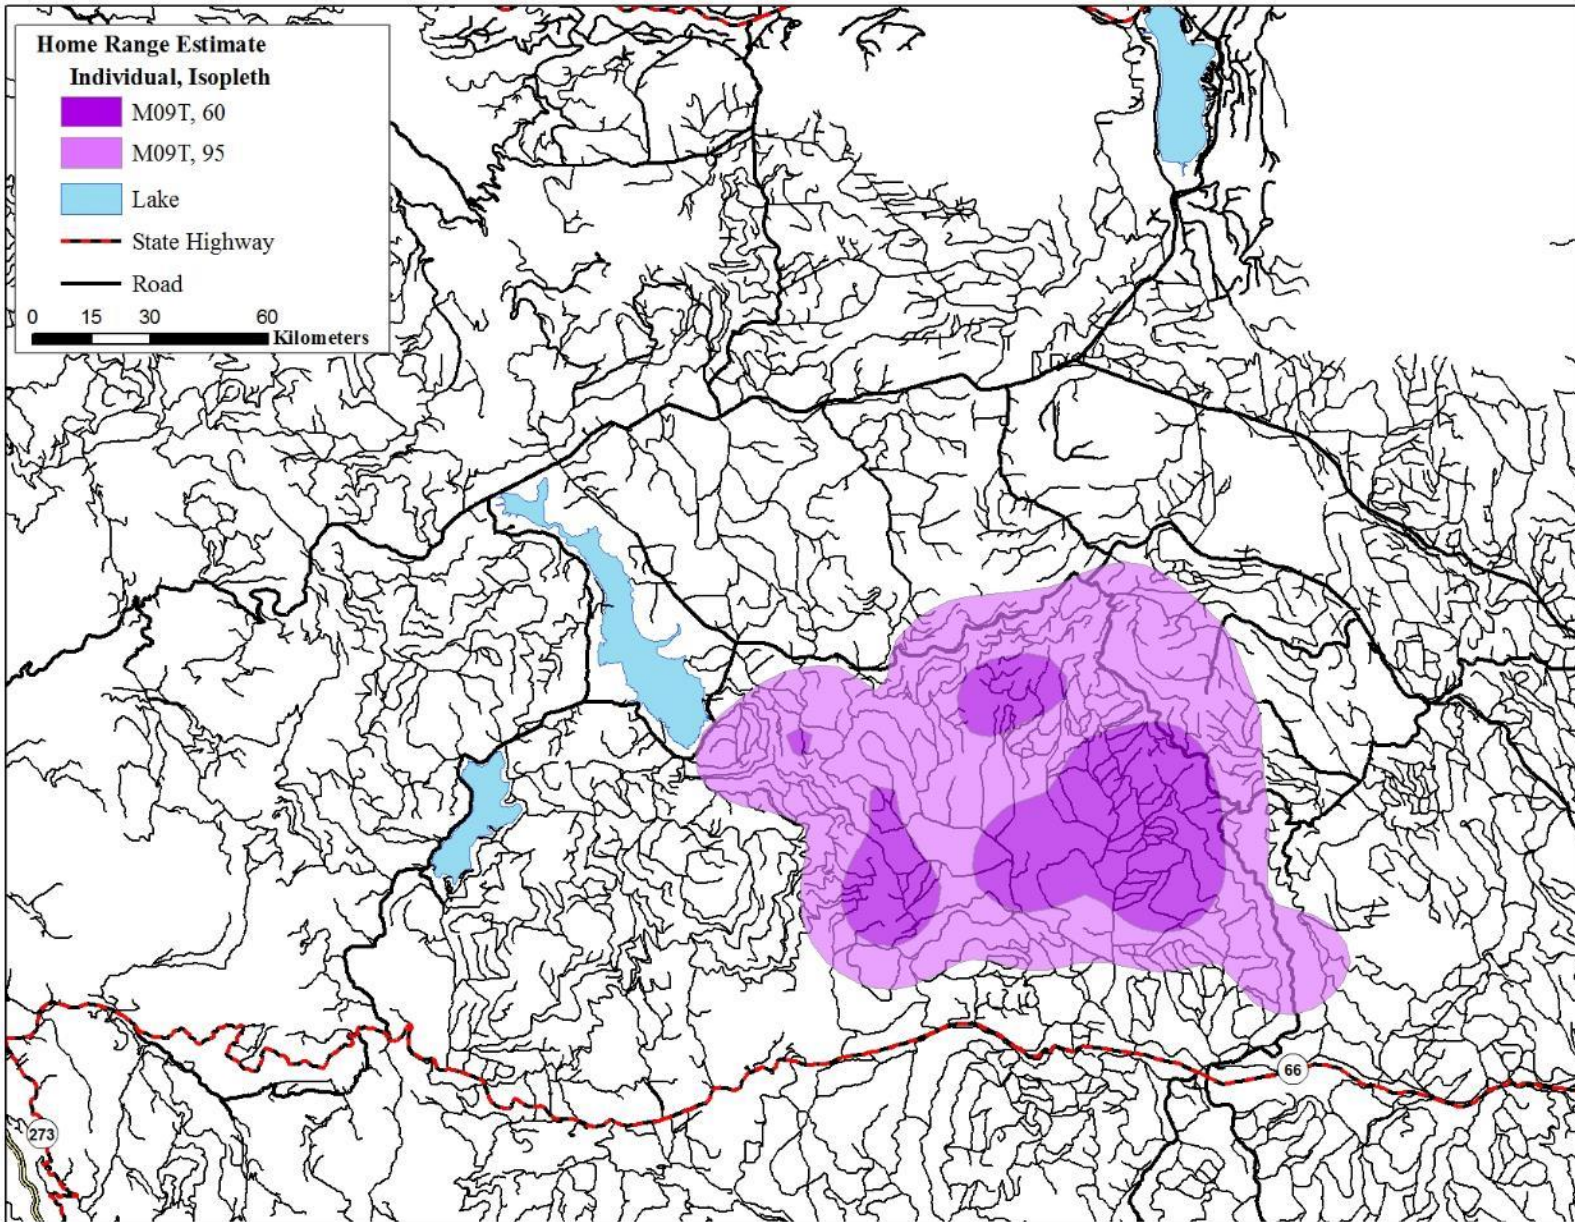 Home Range Estimate
Individual, Isopleth
M09T, 60
M09T, 95
Lake
State Highway
Road
0 15 30 60
Kilometers
66
273